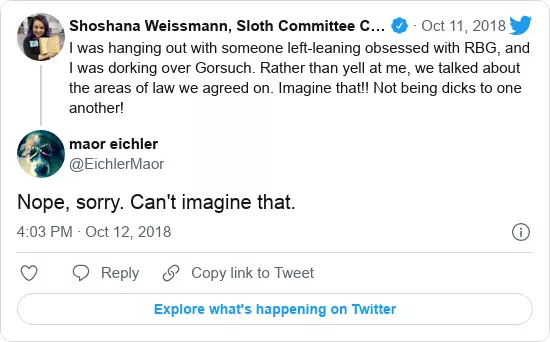 Shoshana Weissmann, Sloth Committee C... · Oct 11, 2018
I was hanging out with someone left-leaning obsessed with RBG, and
I was dorking over Gorsuch. Rather than yell at me, we talked about
the areas of law we agreed on. Imagine that!! Not being dicks to one
another!
maor eichler
@EichlerMaor
Nope, sorry. Can't imagine that.
4:03 PM · Oct 12, 2018
Reply
Copy link to Tweet
Explore what's happening on Twitter